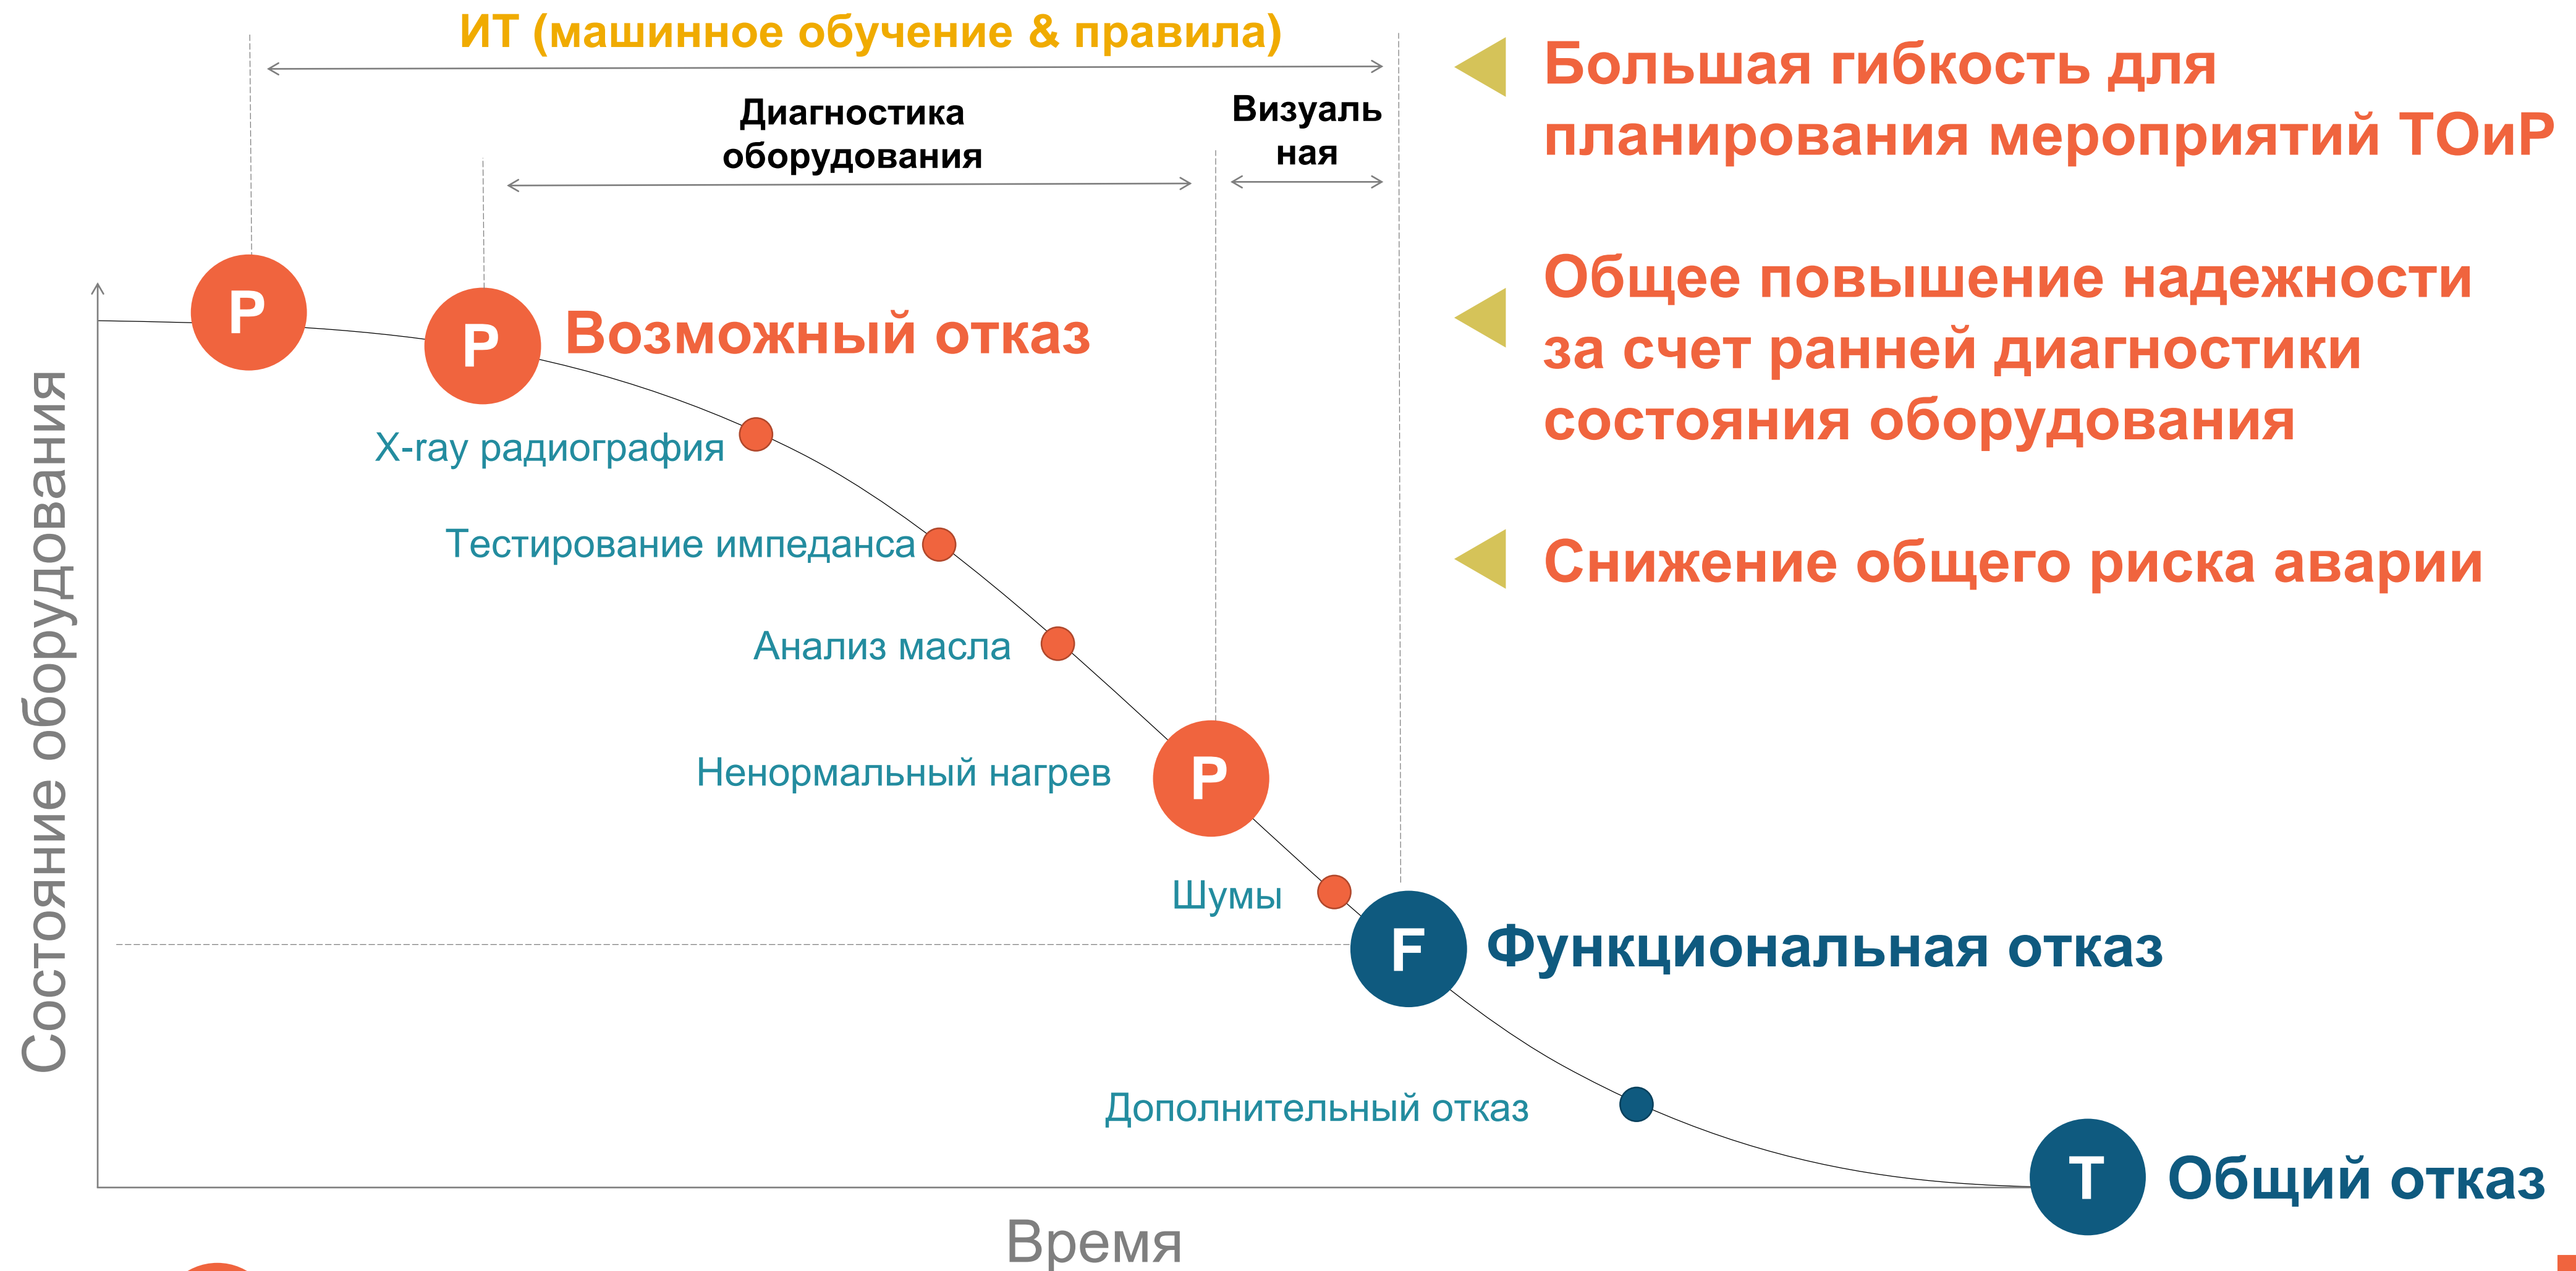 ИТ (машинное обучение & правила)
Диагностика
оборудования
Визуаль
ная
Большая гибкость для
планирования мероприятий ТОиР
Общее повышение надежности
за счет ранней диагностики
состояния оборудования
Снижение общего риска аварии
P
P
Возможный отказ
X-ray радиография
Тестирование импеданса
Анализ масла
Ненормальный нагрев
P
Шумы
F
Функциональная отказ
Дополнительный отказ
T
Общий отказ
Состояние оборудования
Время